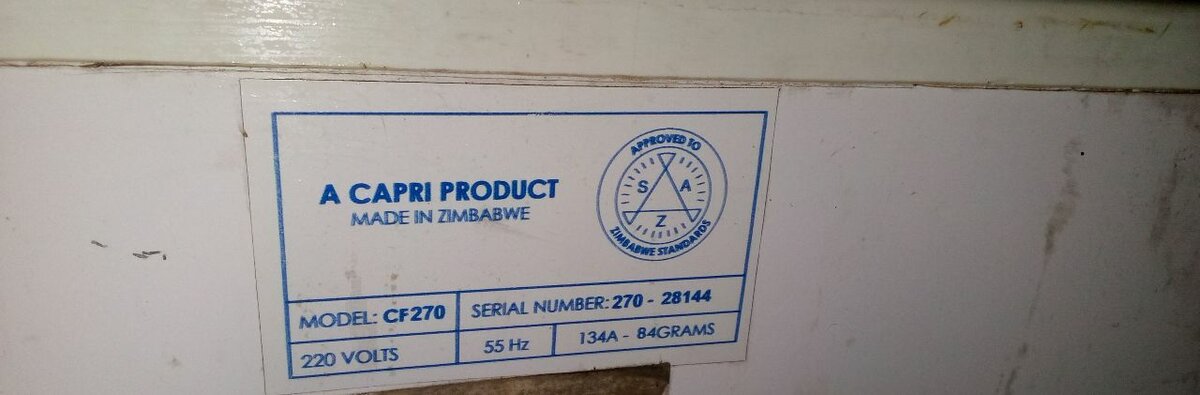 A CAPRI PRODUCT
MADE IN ZIMBABWE
APPROVED TO
S A
Z
ZIMBABWE STANDARDS
MODEL: CF270
SERIAL NUMBER: 270 - 28144
220 VOLTS
55 Hz
134A - 84GRAMS